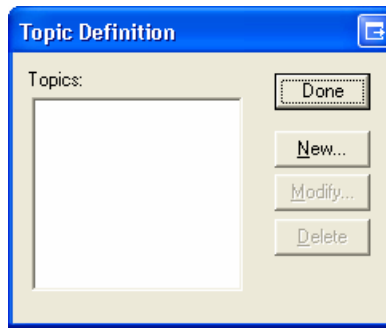 Topic Definition
Topics:
Done
New...
Modify...
Delete